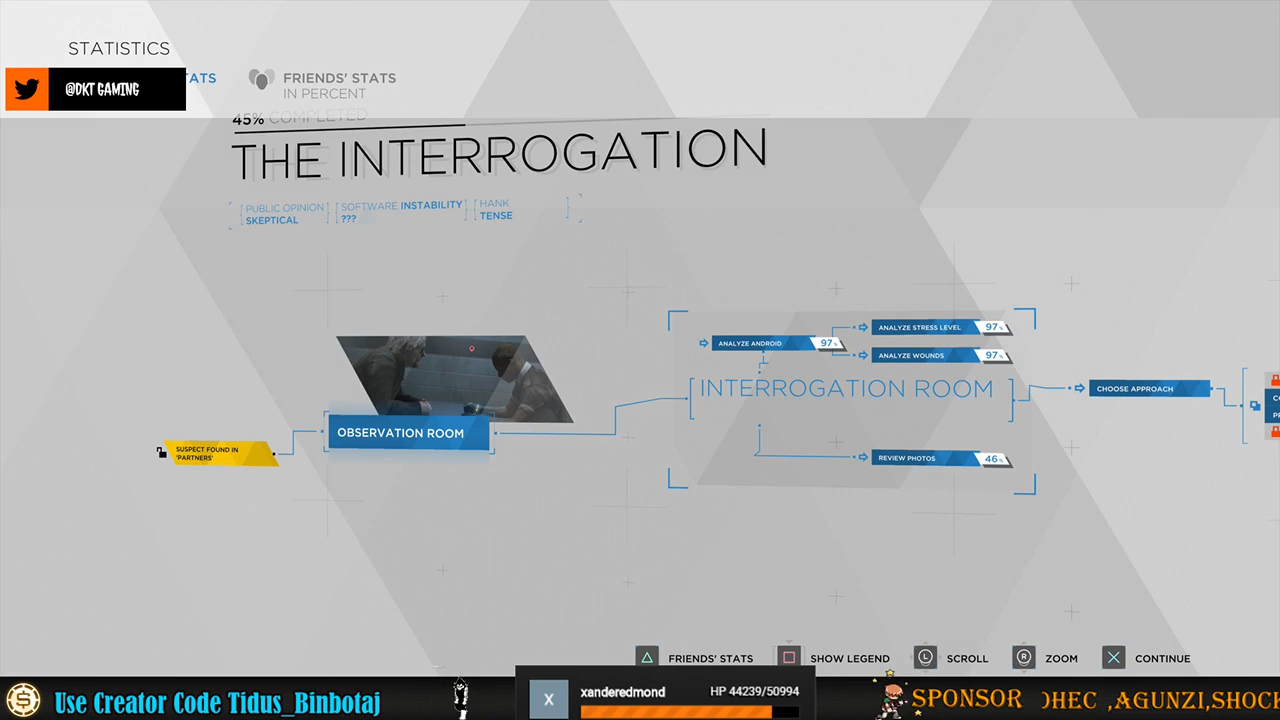 STATISTICS
@DKT GAMING
TATS
FRIENDS' STATS
IN PERCENT
45% COMPLETED
THE INTERROGATION
PUBLIC OPINION
SKEPTICAL
SOFTWARE INSTABILITY
???
HANK
TENSE
ANALYZE ANDROID 97%
ANALYZE STRESS LEVEL 97%
ANALYZE WOUNDS 97%
INTERROGATION ROOM
CHOOSE APPROACH
OBSERVATION ROOM
SUSPECT FOUND IN
'PARTNERS'
REVIEW PHOTOS 46%
FRIENDS' STATS
SHOW LEGEND
L SCROLL
R ZOOM
CONTINUE
Use Creator Code Tidus_Binbotaj
X
xanderedmond HP 44239/50994
SPONSOR
OHEC ,AGUNZI,SHOCK